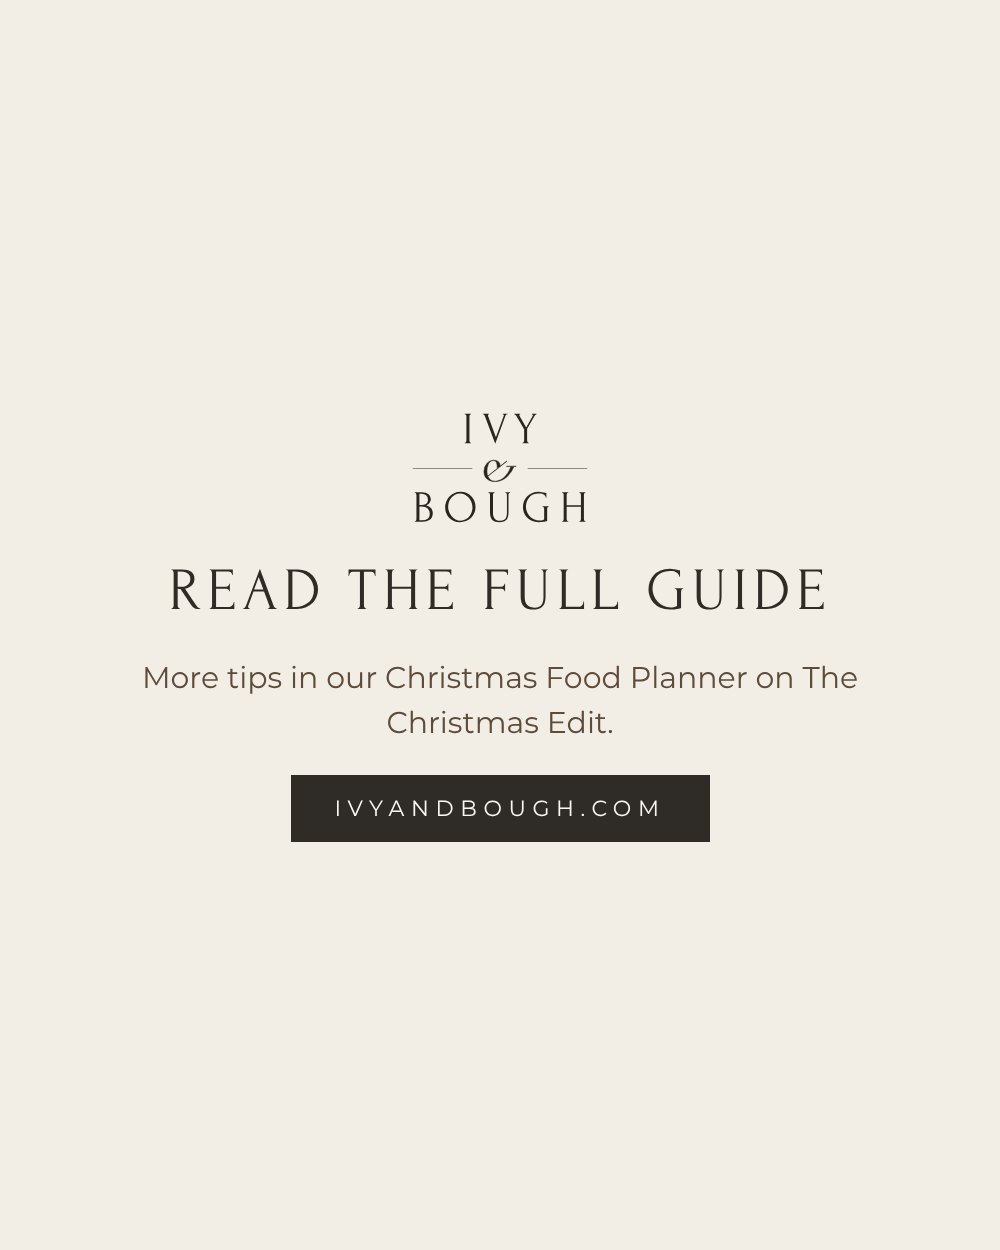 IVY
&
BOUGH
READ THE FULL GUIDE
More tips in our Christmas Food Planner on The
Christmas Edit.
IVYANDBOUGH.COM